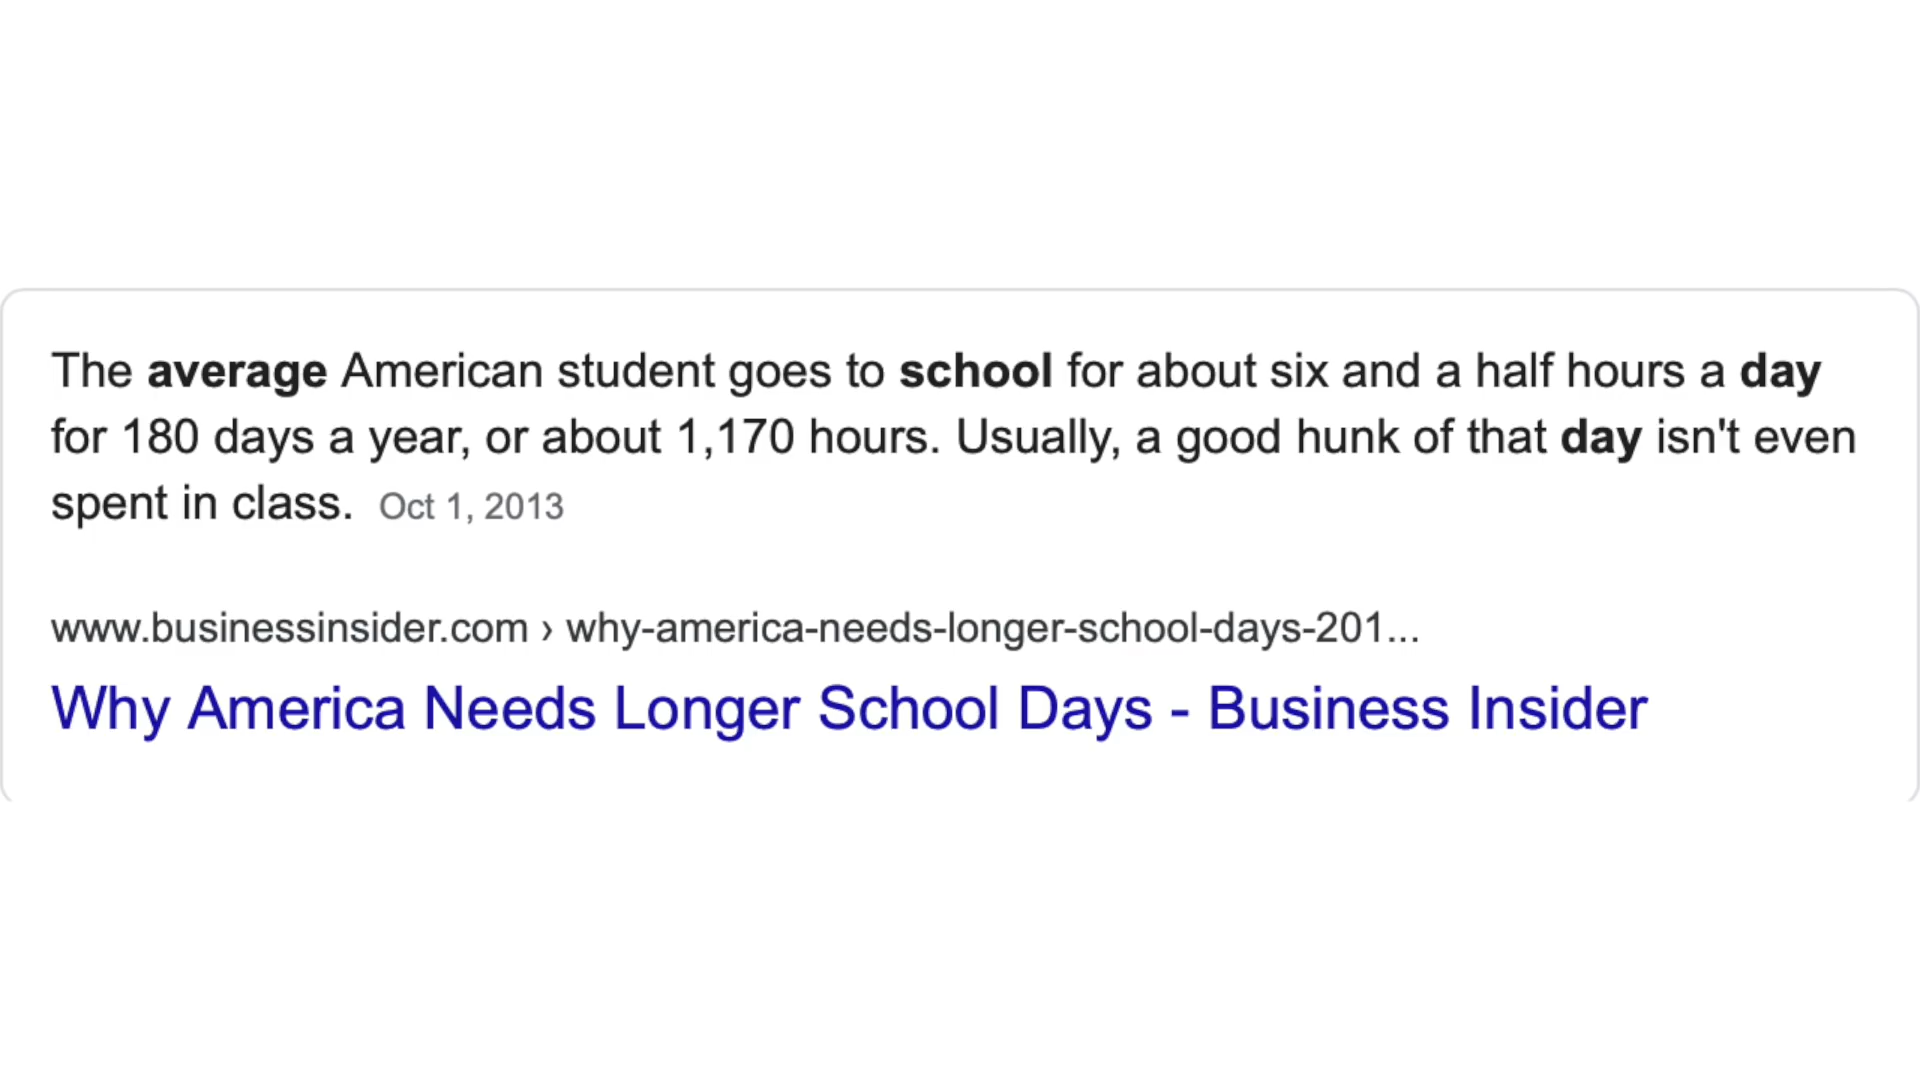 The average American student goes to school for about six and a half hours a day
for 180 days a year, or about 1,170 hours. Usually, a good hunk of that day isn't even
spent in class. Oct 1, 2013
www.businessinsider.com › why-america-needs-longer-school-days-201...
Why America Needs Longer School Days - Business Insider